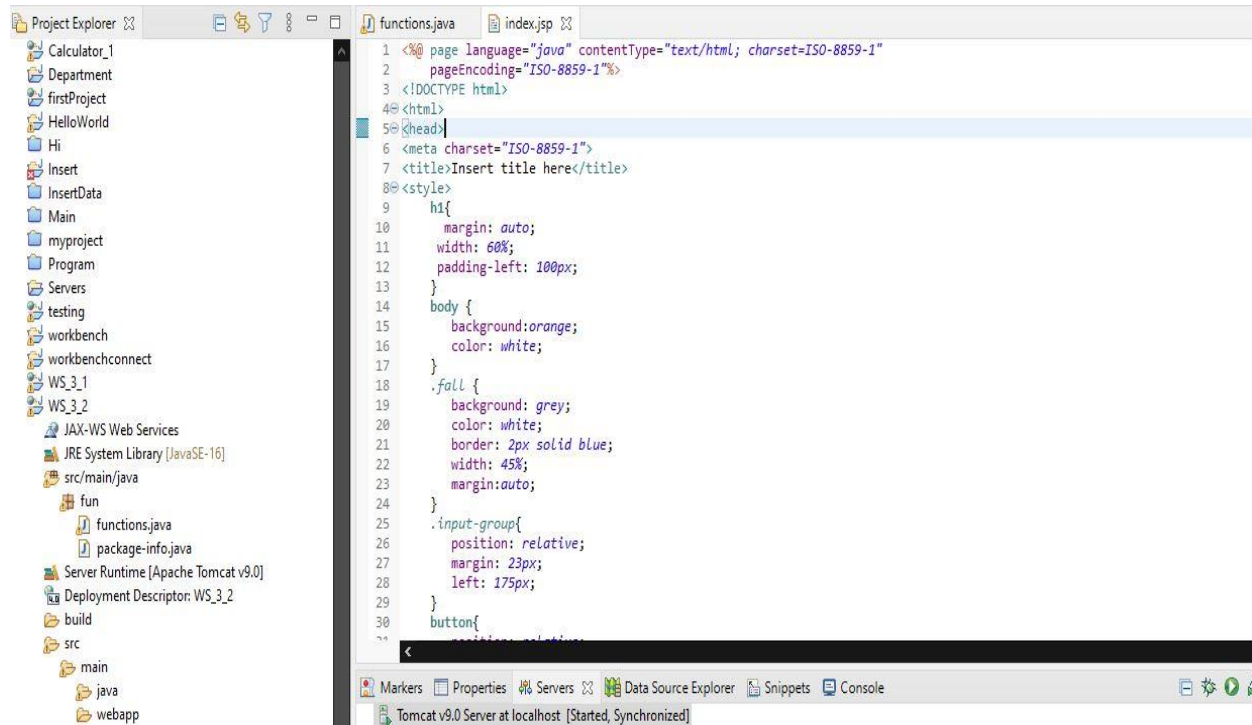 Project Explorer
Calculator_1
Department
firstProject
HelloWorld
Hi
Insert
InsertData
Main
myproject
Program
Servers
testing
workbench
workbenchconnect
WS_3_1
WS_3_2
JAX-WS Web Services
JRE System Library [JavaSE-16]
src/main/java
fun
functions.java
package-info.java
Server Runtime [Apache Tomcat v9.0]
Deployment Descriptor: WS_3_2
build
src
main
java
webapp
functions.java index.jsp
1 <%@ page language="java" contentType="text/html; charset=ISO-8859-1"
2 pageEncoding="ISO-8859-1"%>
3 <!DOCTYPE html>
4 <html>
5 <head>
6 <meta charset="ISO-8859-1">
7 <title>Insert title here</title>
8 <style>
9 h1{
10 margin: auto;
11 width: 60%;
12 padding-left: 100px;
13 }
14 body {
15 background:orange;
16 color: white;
17 }
18 .fall {
19 background: grey;
20 color: white;
21 border: 2px solid blue;
22 width: 45%;
23 margin:auto;
24 }
25 .input-group{
26 position: relative;
27 margin: 23px;
28 left: 175px;
29 }
30 button{
Markers Properties Servers Data Source Explorer Snippets Console
Tomcat v9.0 Server at localhost [Started, Synchronized]